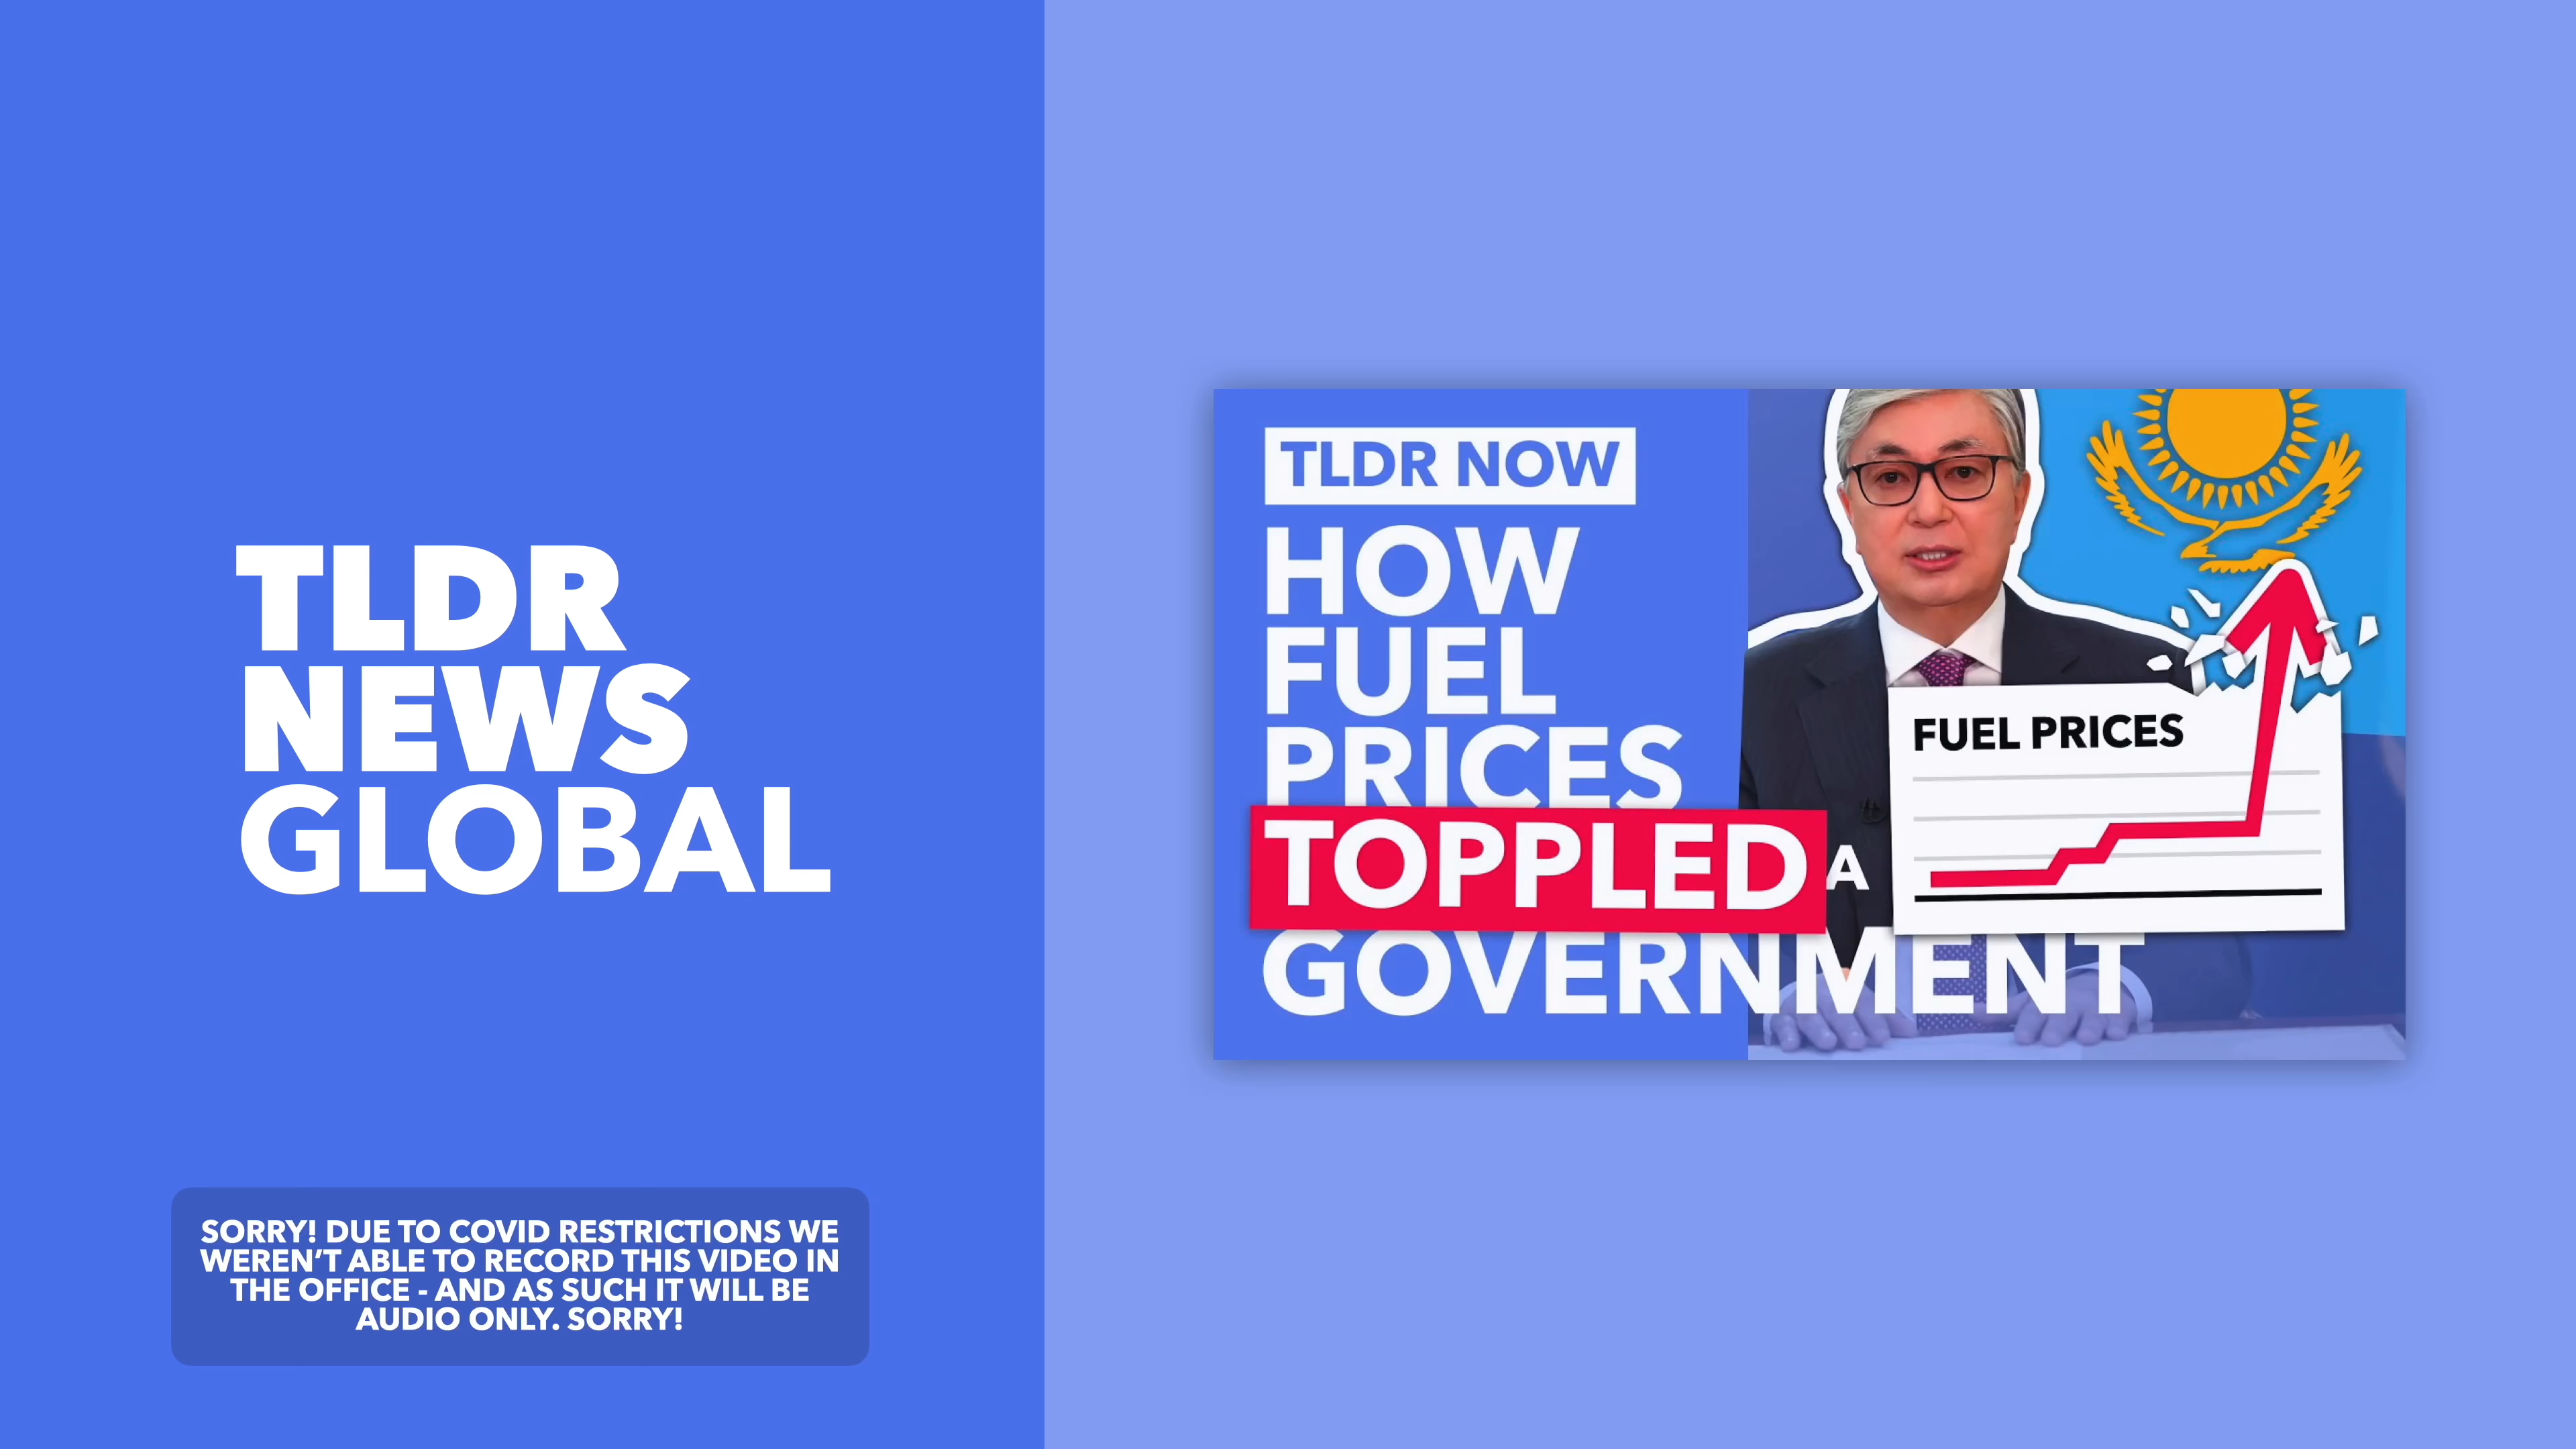 TLDR
NEWS
GLOBAL
SORRY! DUE TO COVID RESTRICTIONS WE
WEREN'T ABLE TO RECORD THIS VIDEO IN
THE OFFICE - AND AS SUCH IT WILL BE
AUDIO ONLY. SORRY!
TLDR NOW
HOW
FUEL
PRICES
TOPPLED A
GOVERNMENT
FUEL PRICES